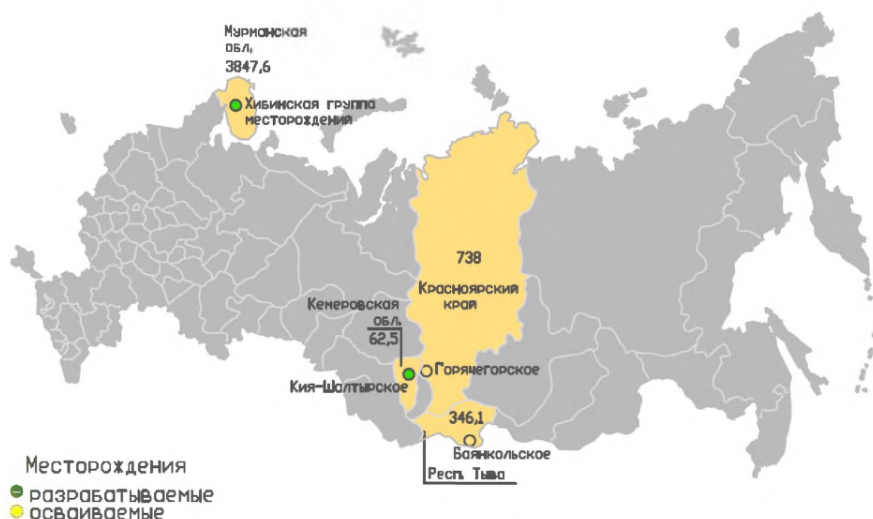 Мурманская
обл.
3847,6
Хибинская группа
месторождений
738
Красноярский
край
Кемеровская
обл.
62,5
Горячегорское
Кия-Шалтырское
346,1
Баянкольское
Респ. Тыва
Месторождения
разрабатываемые
осваиваемые